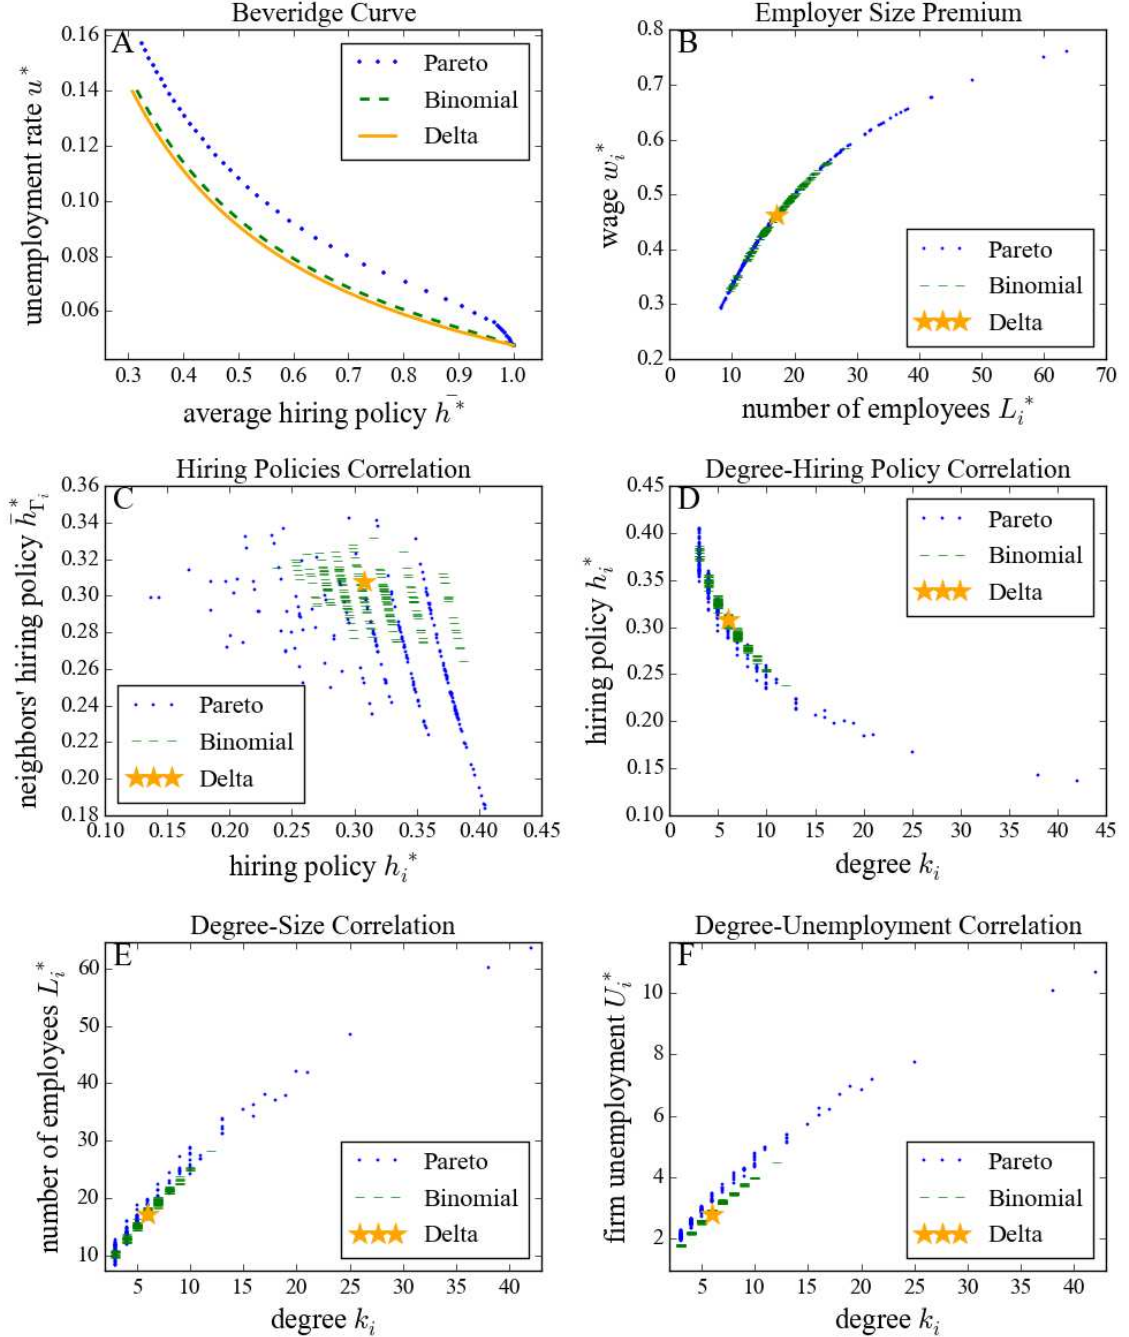 Beveridge Curve
A
unemployment rate u*
0.16
0.14
0.12
0.10
0.08
0.06
0.3 0.4 0.5 0.6 0.7 0.8 0.9 1.0
average hiring policy h̄*
Pareto
Binomial
Delta
Employer Size Premium
B
wage w_i*
0.8
0.7
0.6
0.5
0.4
0.3
0.2
0 10 20 30 40 50 60 70
number of employees L_i*
Pareto
Binomial
Delta
Hiring Policies Correlation
C
neighbors' hiring policy h̄_Γi*
0.36
0.34
0.32
0.30
0.28
0.26
0.24
0.22
0.20
0.18
0.10 0.15 0.20 0.25 0.30 0.35 0.40 0.45
hiring policy h_i*
Pareto
Binomial
Delta
Degree-Hiring Policy Correlation
D
hiring policy h_i*
0.45
0.40
0.35
0.30
0.25
0.20
0.15
0.10
0 5 10 15 20 25 30 35 40 45
degree k_i
Pareto
Binomial
Delta
Degree-Size Correlation
E
number of employees L_i*
60
50
40
30
20
10
5 10 15 20 25 30 35 40
degree k_i
Pareto
Binomial
Delta
Degree-Unemployment Correlation
F
firm unemployment U_i*
10
8
6
4
2
5 10 15 20 25 30 35 40
degree k_i
Pareto
Binomial
Delta